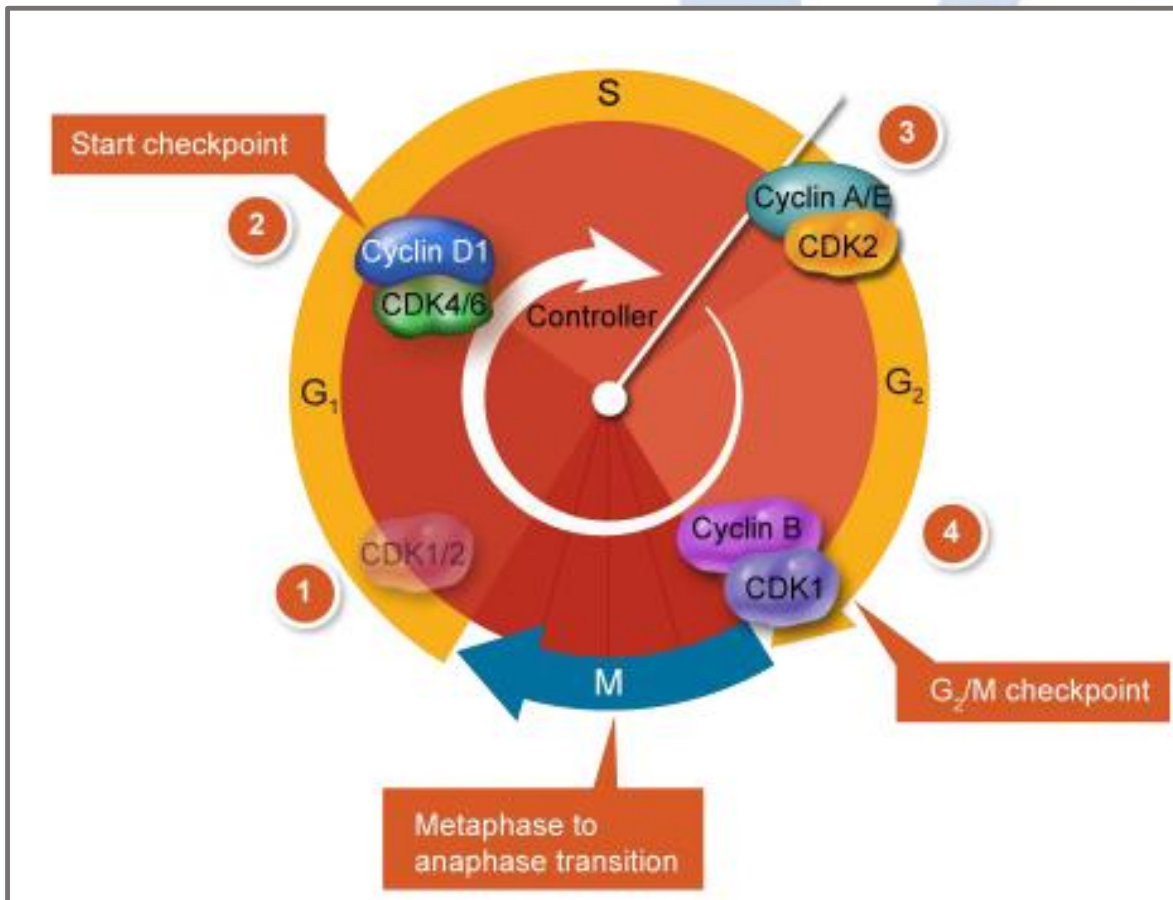 S
Start checkpoint
3
2
Cyclin A/E
CDK2
Cyclin D1
CDK4/6
Controller
G₁
G₂
Cyclin B
CDK1
4
CDK1/2
1
M
G₂/M checkpoint
Metaphase to
anaphase transition